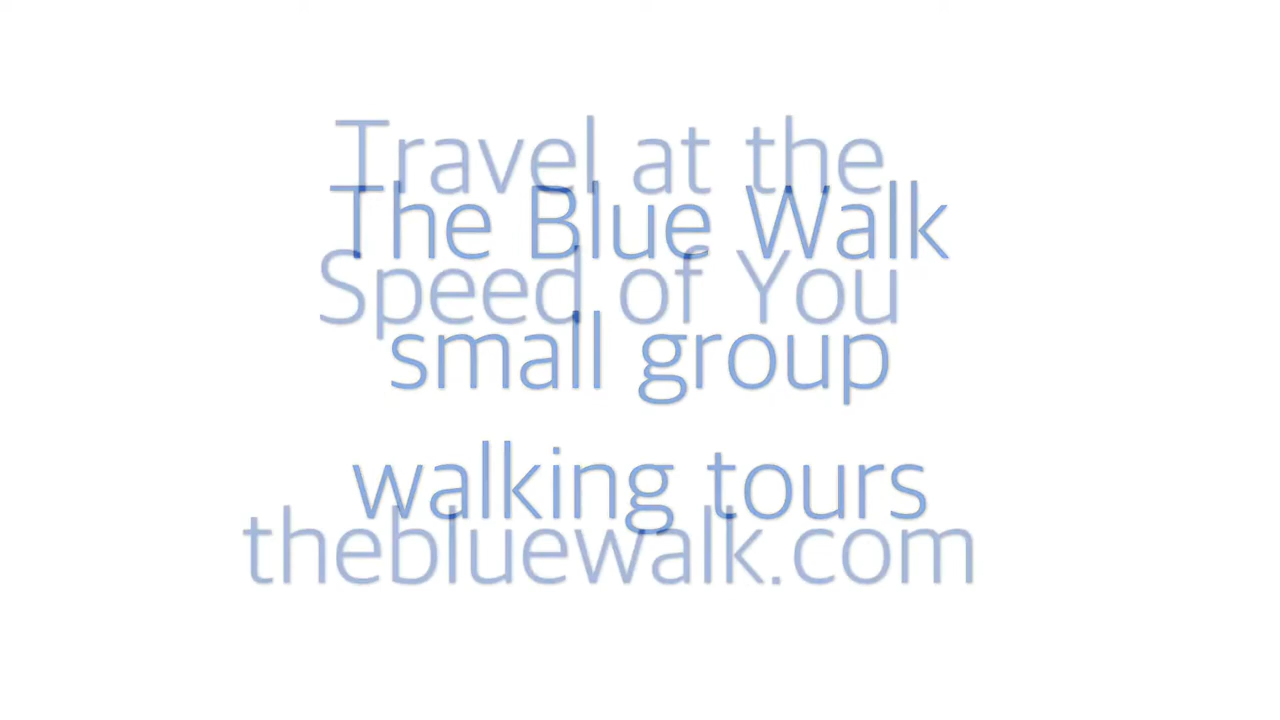 Travel at the
The Blue Walk
Speed of You
small group
walking tours
thebluewalk.com